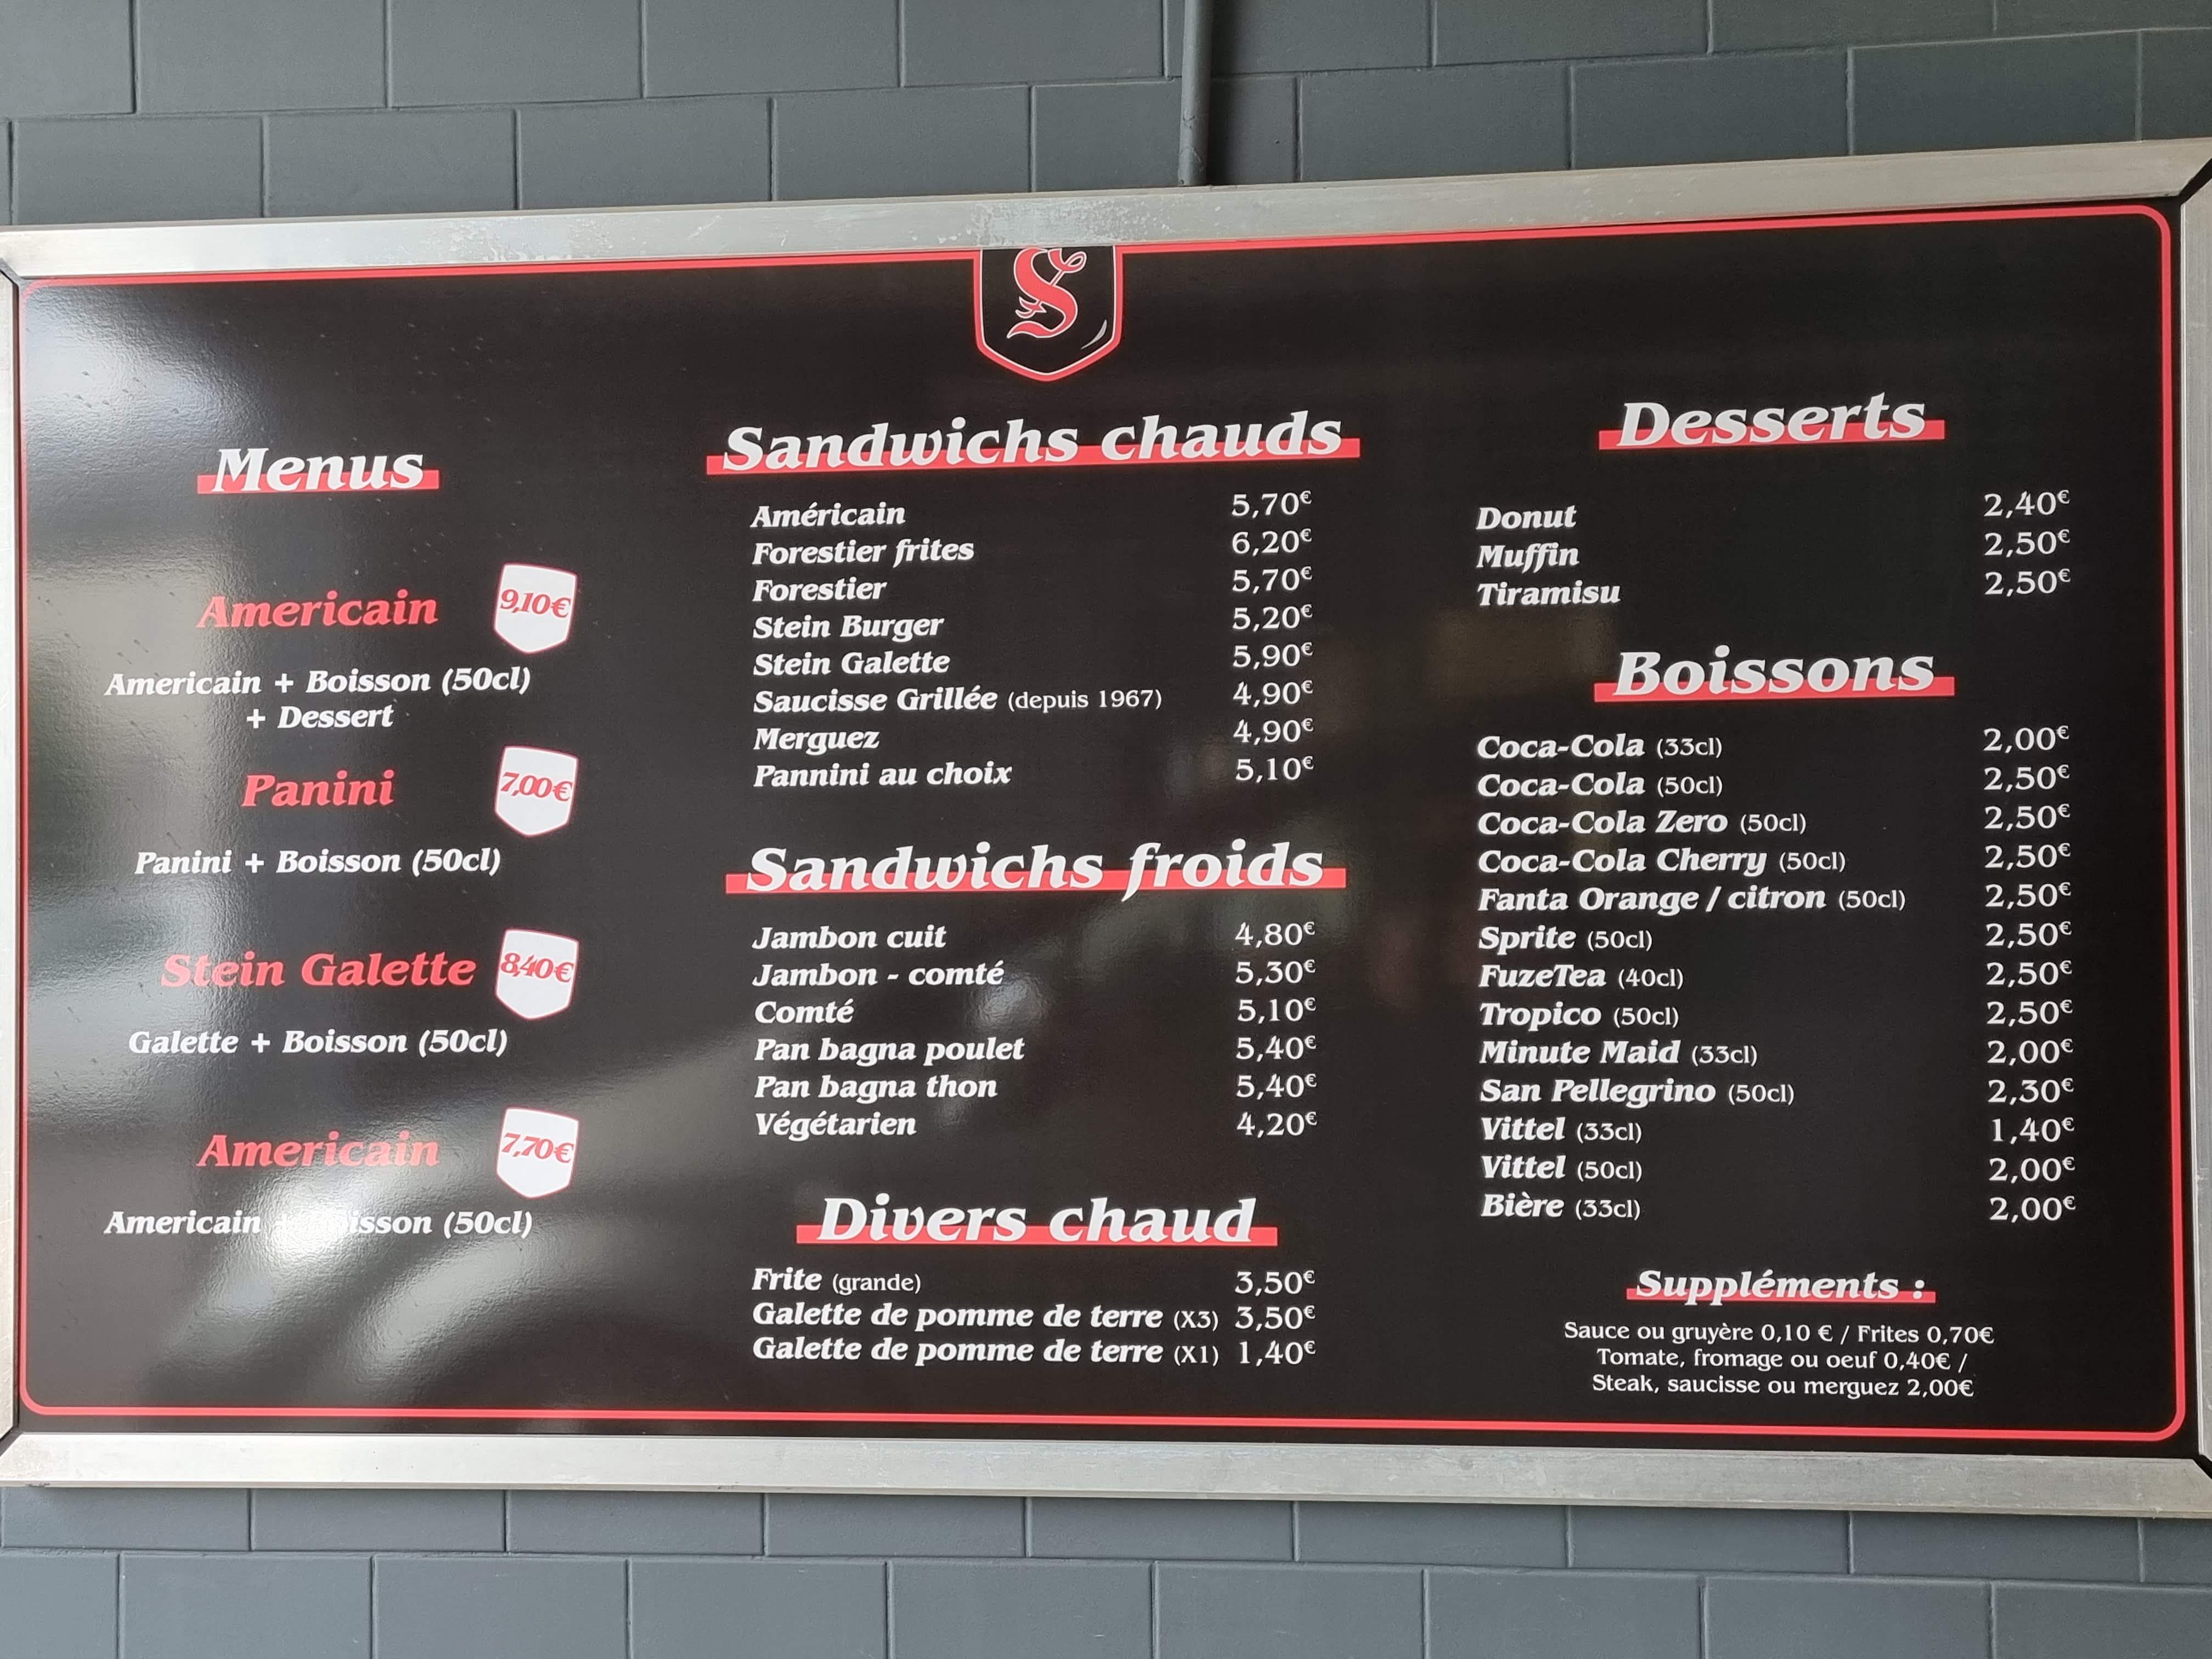 S
Menus
Americain 9,10€
Americain + Boisson (50cl)
+ Dessert
Panini 7,00€
Panini + Boisson (50cl)
Stein Galette 8,40€
Galette + Boisson (50cl)
Americain 7,70€
Americain + Boisson (50cl)
Sandwichs chauds
Américain 5,70€
Forestier frites 6,20€
Forestier 5,70€
Stein Burger 5,20€
Stein Galette 5,90€
Saucisse Grillée (depuis 1967) 4,90€
Merguez 4,90€
Pannini au choix 5,10€
Sandwichs froids
Jambon cuit 4,80€
Jambon - comté 5,30€
Comté 5,10€
Pan bagna poulet 5,40€
Pan bagna thon 5,40€
Végétarien 4,20€
Divers chaud
Frite (grande) 3,50€
Galette de pomme de terre (X3) 3,50€
Galette de pomme de terre (X1) 1,40€
Desserts
Donut 2,40€
Muffin 2,50€
Tiramisu 2,50€
Boissons
Coca-Cola (33cl) 2,00€
Coca-Cola (50cl) 2,50€
Coca-Cola Zero (50cl) 2,50€
Coca-Cola Cherry (50cl) 2,50€
Fanta Orange / citron (50cl) 2,50€
Sprite (50cl) 2,50€
FuzeTea (40cl) 2,50€
Tropico (50cl) 2,50€
Minute Maid (33cl) 2,00€
San Pellegrino (50cl) 2,30€
Vittel (33cl) 1,40€
Vittel (50cl) 2,00€
Bière (33cl) 2,00€
Suppléments :
Sauce ou gruyère 0,10 € / Frites 0,70€
Tomate, fromage ou oeuf 0,40€ /
Steak, saucisse ou merguez 2,00€